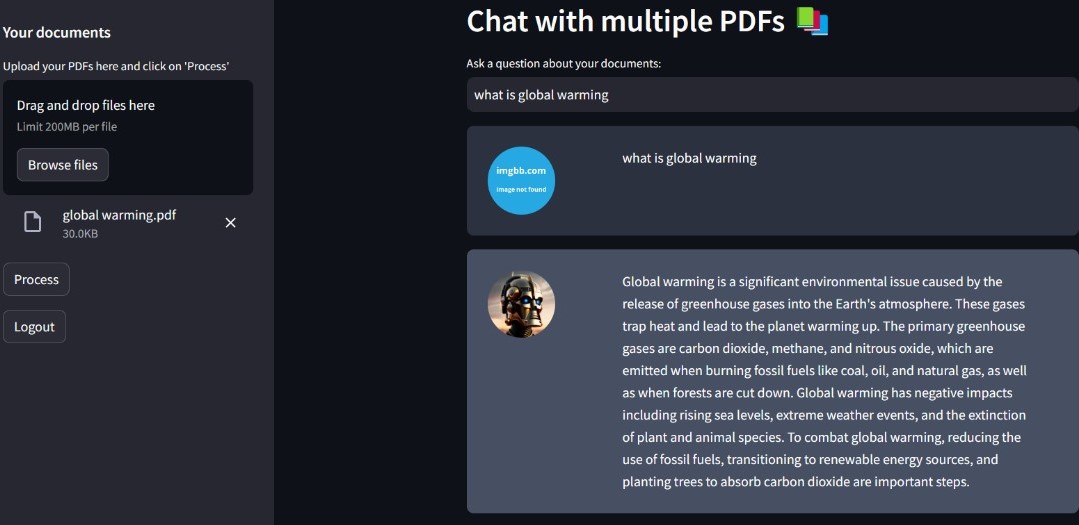 Your documents
Upload your PDFs here and click on 'Process'
Drag and drop files here
Limit 200MB per file
Browse files
global warming.pdf
30.0KB
Process
Logout
Chat with multiple PDFs
Ask a question about your documents:
what is global warming
imgbb.com
image not found
what is global warming
Global warming is a significant environmental issue caused by the
release of greenhouse gases into the Earth's atmosphere. These gases
trap heat and lead to the planet warming up. The primary greenhouse
gases are carbon dioxide, methane, and nitrous oxide, which are
emitted when burning fossil fuels like coal, oil, and natural gas, as well
as when forests are cut down. Global warming has negative impacts
including rising sea levels, extreme weather events, and the extinction
of plant and animal species. To combat global warming, reducing the
use of fossil fuels, transitioning to renewable energy sources, and
planting trees to absorb carbon dioxide are important steps.